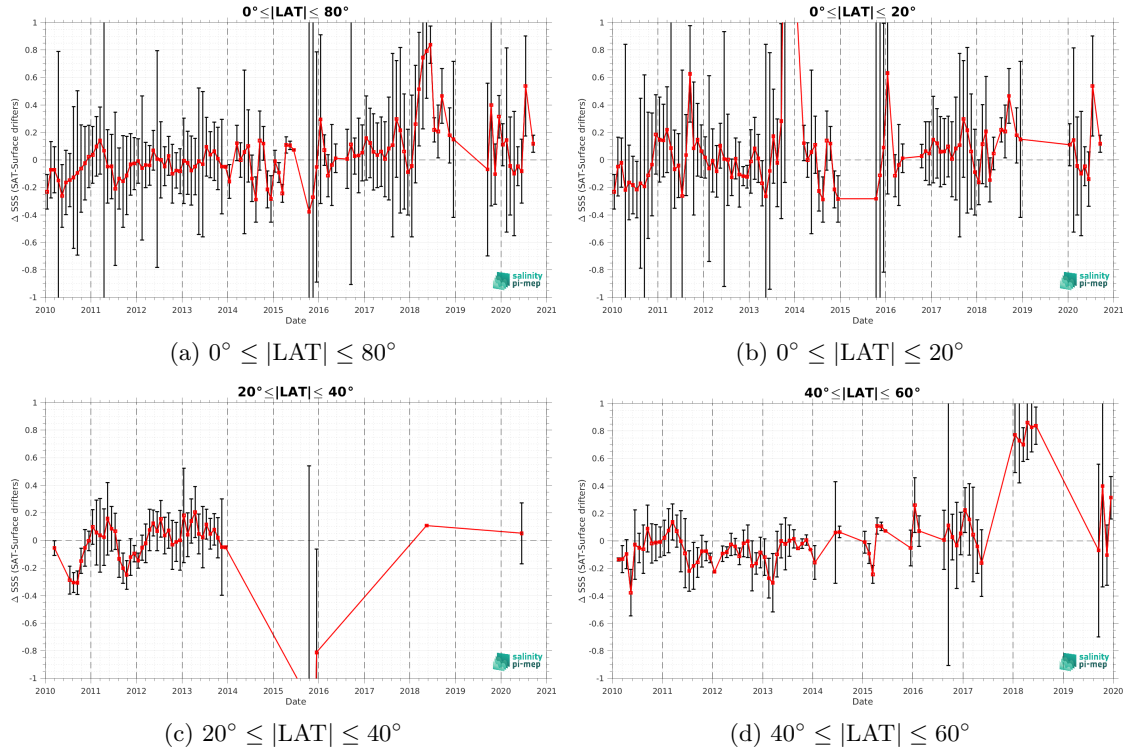 0°≤|LAT|≤ 80°
Δ SSS (SAT-Surface drifters)
1
0.8
0.6
0.4
0.2
0
-0.2
-0.4
-0.6
-0.8
-1
salinity
pi-mep
2010 2011 2012 2013 2014 2015 2016 2017 2018 2019 2020 2021
Date
(a) 0° ≤ |LAT| ≤ 80°
0°≤|LAT|≤ 20°
Δ SSS (SAT-Surface drifters)
1
0.8
0.6
0.4
0.2
0
-0.2
-0.4
-0.6
-0.8
-1
salinity
pi-mep
2010 2011 2012 2013 2014 2015 2016 2017 2018 2019 2020 2021
Date
(b) 0° ≤ |LAT| ≤ 20°
20°≤|LAT|≤ 40°
Δ SSS (SAT-Surface drifters)
1
0.8
0.6
0.4
0.2
0
-0.2
-0.4
-0.6
-0.8
-1
salinity
pi-mep
2010 2011 2012 2013 2014 2015 2016 2017 2018 2019 2020 2021
Date
(c) 20° ≤ |LAT| ≤ 40°
40°≤|LAT|≤ 60°
Δ SSS (SAT-Surface drifters)
1
0.8
0.6
0.4
0.2
0
-0.2
-0.4
-0.6
-0.8
-1
salinity
pi-mep
2010 2011 2012 2013 2014 2015 2016 2017 2018 2019 2020
Date
(d) 40° ≤ |LAT| ≤ 60°